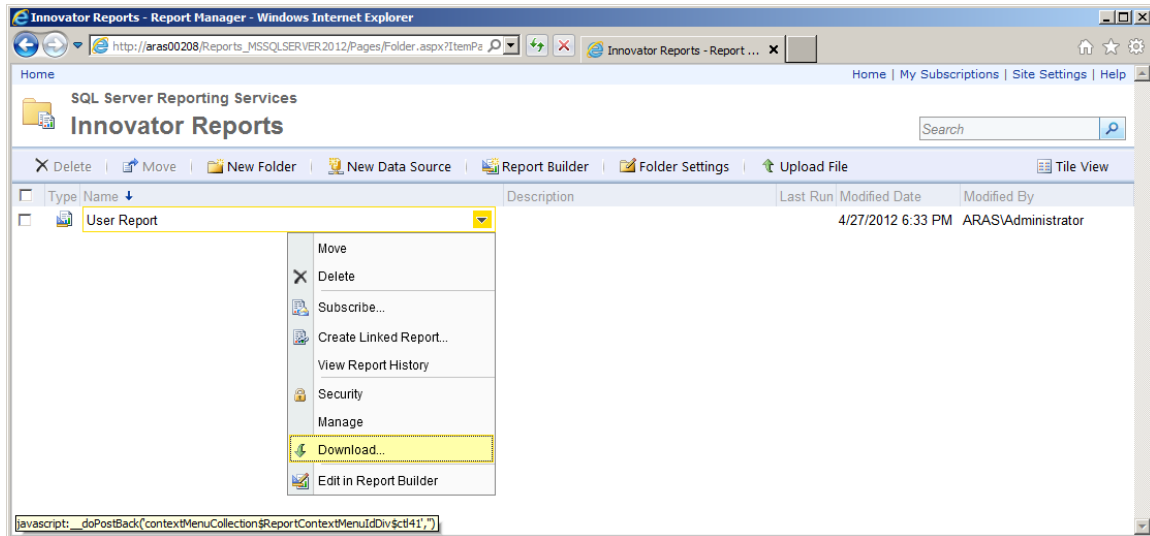 Innovator Reports - Report Manager - Windows Internet Explorer
http://aras00208/Reports_MSSQLSERVER2012/Pages/Folder.aspx?ItemPa
Innovator Reports - Report ...
Home
Home | My Subscriptions | Site Settings | Help
SQL Server Reporting Services
Innovator Reports
Search
Delete | Move | New Folder | New Data Source | Report Builder | Folder Settings | Upload File
Tile View
Type Name Description Last Run Modified Date Modified By
User Report 4/27/2012 6:33 PM ARAS\Administrator
Move
Delete
Subscribe...
Create Linked Report...
View Report History
Security
Manage
Download...
Edit in Report Builder
javascript:__doPostBack('contextMenuCollection$ReportContextMenuIdDiv$ctl41','')